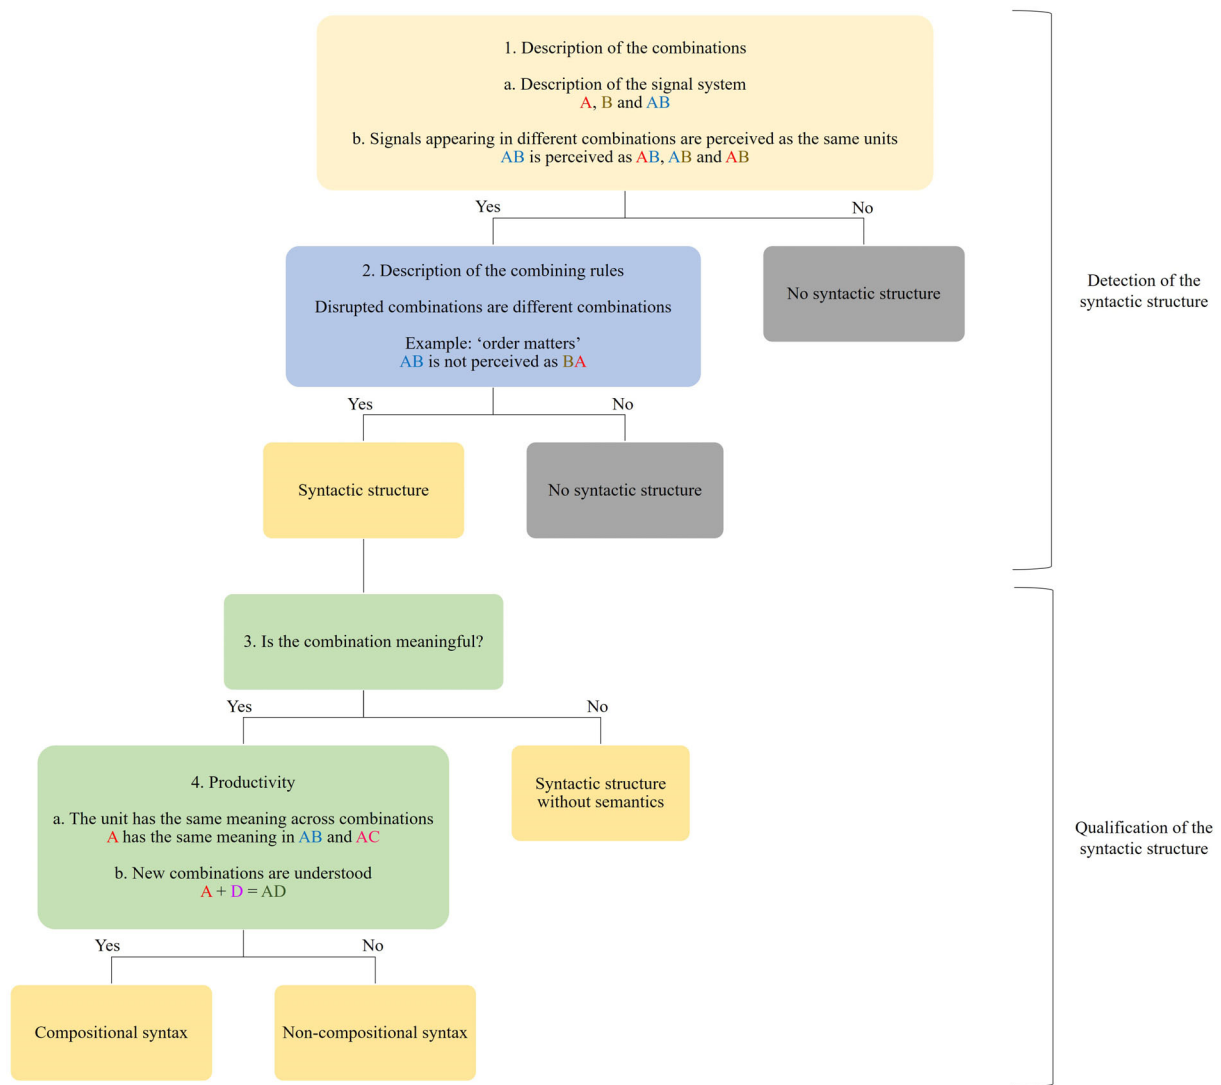 1. Description of the combinations
a. Description of the signal system
A, B and AB
b. Signals appearing in different combinations are perceived as the same units
AB is perceived as AB, AB and AB
Yes
No
2. Description of the combining rules
Disrupted combinations are different combinations
Example: ‘order matters’
AB is not perceived as BA
No syntactic structure
Detection of the
syntactic structure
Yes
No
Syntactic structure
No syntactic structure
3. Is the combination meaningful?
Yes
No
4. Productivity
a. The unit has the same meaning across combinations
A has the same meaning in AB and AC
b. New combinations are understood
A + D = AD
Syntactic structure
without semantics
Qualification of the
syntactic structure
Yes
No
Compositional syntax
Non-compositional syntax